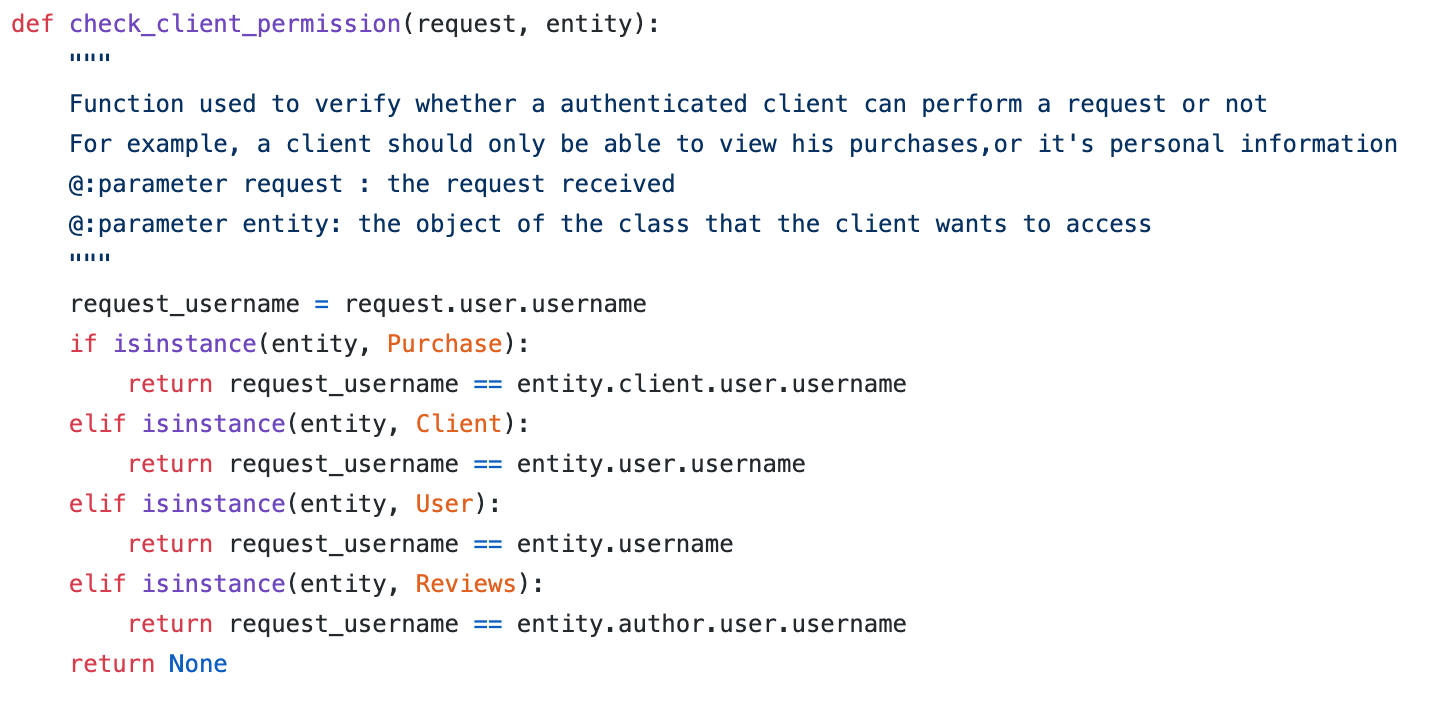 def check_client_permission(request, entity):
    """
    Function used to verify whether a authenticated client can perform a request or not
    For example, a client should only be able to view his purchases,or it's personal information
    @:parameter request : the request received
    @:parameter entity: the object of the class that the client wants to access
    """
    request_username = request.user.username
    if isinstance(entity, Purchase):
        return request_username == entity.client.user.username
    elif isinstance(entity, Client):
        return request_username == entity.user.username
    elif isinstance(entity, User):
        return request_username == entity.username
    elif isinstance(entity, Reviews):
        return request_username == entity.author.user.username
    return None